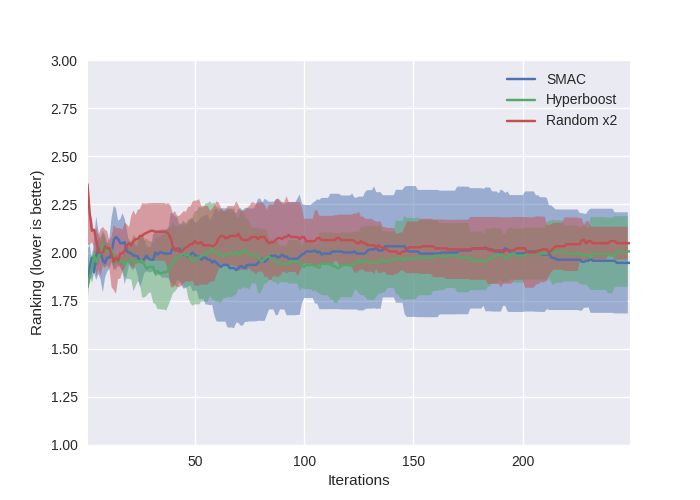 3.00
2.75
2.50
2.25
2.00
1.75
1.50
1.25
1.00
Ranking (lower is better)
SMAC
Hyperboost
Random x2
50 100 150 200
Iterations